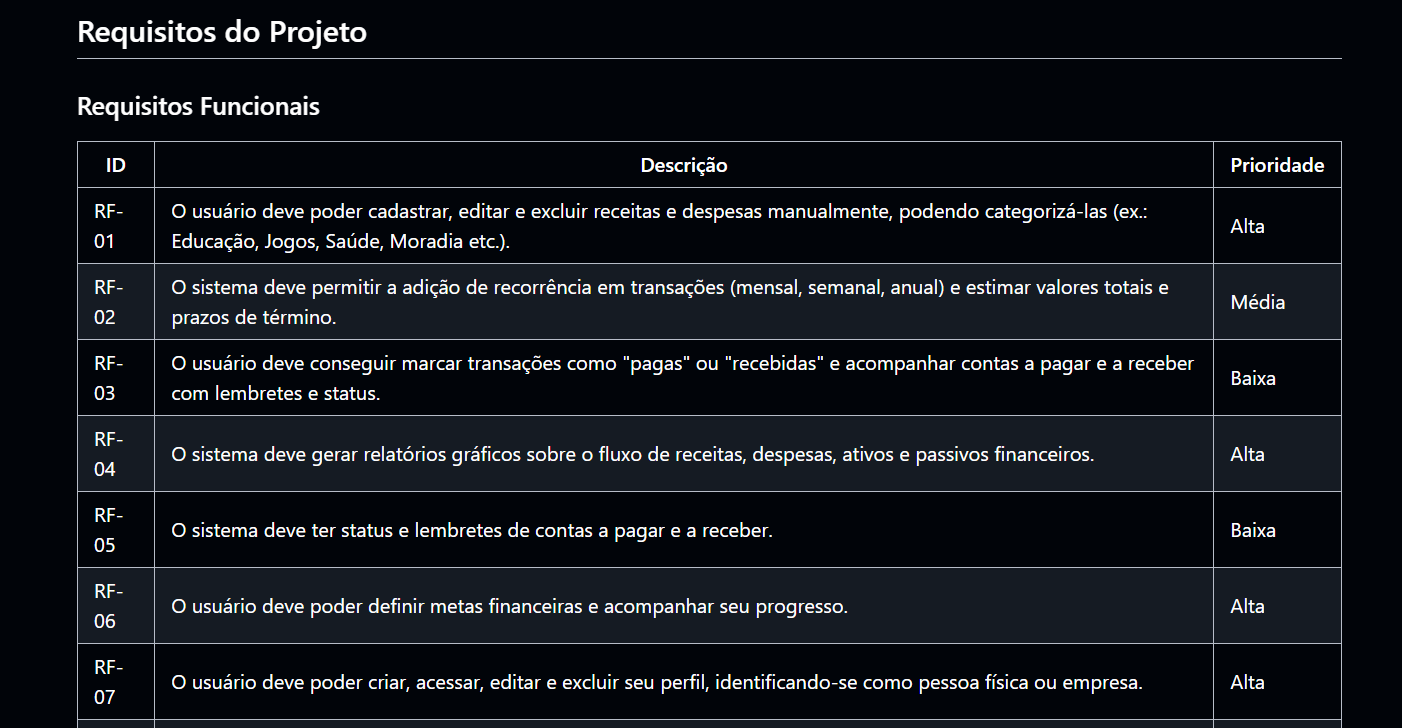 Requisitos do Projeto
Requisitos Funcionais
ID Descrição Prioridade
RF-
01
O usuário deve poder cadastrar, editar e excluir receitas e despesas manualmente, podendo categorizá-las (ex.:
Educação, Jogos, Saúde, Moradia etc.).
Alta
RF-
02
O sistema deve permitir a adição de recorrência em transações (mensal, semanal, anual) e estimar valores totais e
prazos de término.
Média
RF-
03
O usuário deve conseguir marcar transações como "pagas" ou "recebidas" e acompanhar contas a pagar e a receber
com lembretes e status.
Baixa
RF-
04
O sistema deve gerar relatórios gráficos sobre o fluxo de receitas, despesas, ativos e passivos financeiros.
Alta
RF-
05
O sistema deve ter status e lembretes de contas a pagar e a receber.
Baixa
RF-
06
O usuário deve poder definir metas financeiras e acompanhar seu progresso.
Alta
RF-
07
O usuário deve poder criar, acessar, editar e excluir seu perfil, identificando-se como pessoa física ou empresa.
Alta